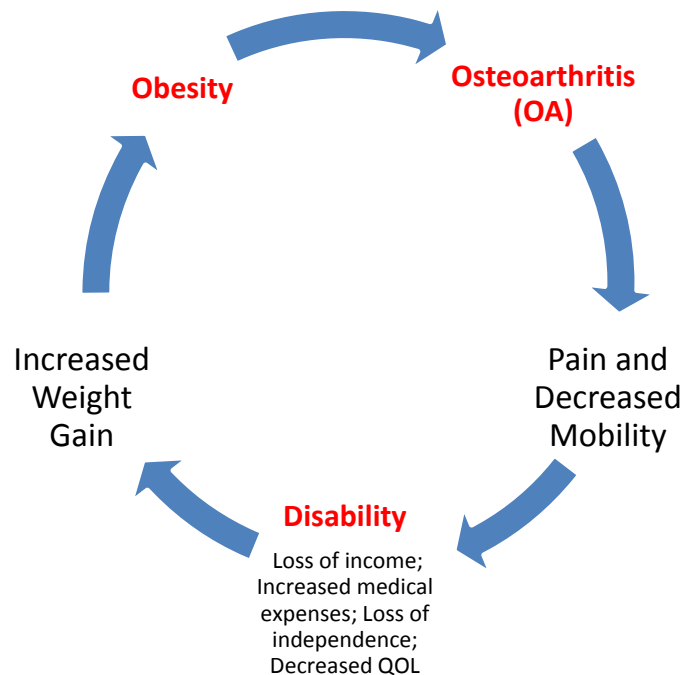 Obesity
Osteoarthritis
(OA)
Pain and
Decreased
Mobility
Disability
Loss of income;
Increased medical
expenses; Loss of
independence;
Decreased QOL
Increased
Weight
Gain